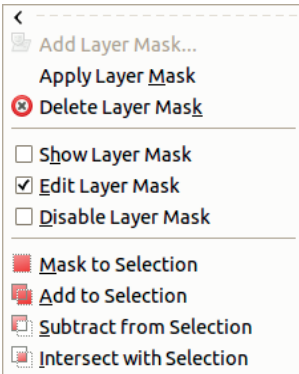 Add Layer Mask...
Apply Layer Mask
Delete Layer Mask
Show Layer Mask
Edit Layer Mask
Disable Layer Mask
Mask to Selection
Add to Selection
Subtract from Selection
Intersect with Selection